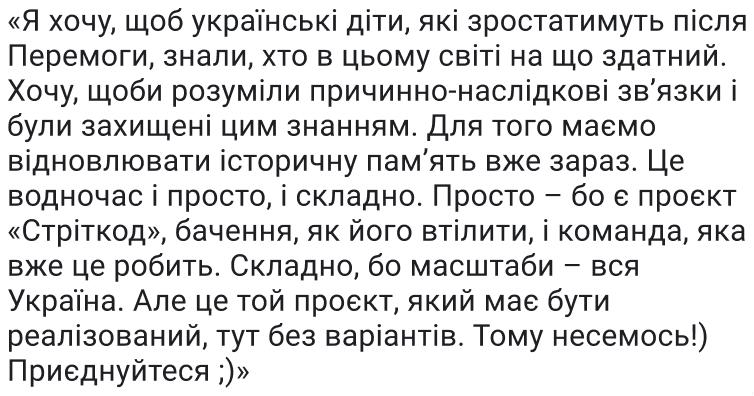 «Я хочу, щоб українські діти, які зростатимуть після
Перемоги, знали, хто в цьому світі на що здатний.
Хочу, щоби розуміли причинно-наслідкові зв’язки і
були захищені цим знанням. Для того маємо
відновлювати історичну пам’ять вже зараз. Це
водночас і просто, і складно. Просто – бо є проєкт
«Стріткод», бачення, як його втілити, і команда, яка
вже це робить. Складно, бо масштаби – вся
Україна. Але це той проєкт, який має бути
реалізований, тут без варіантів. Тому несемось!)
Приєднуйтеся ;)»